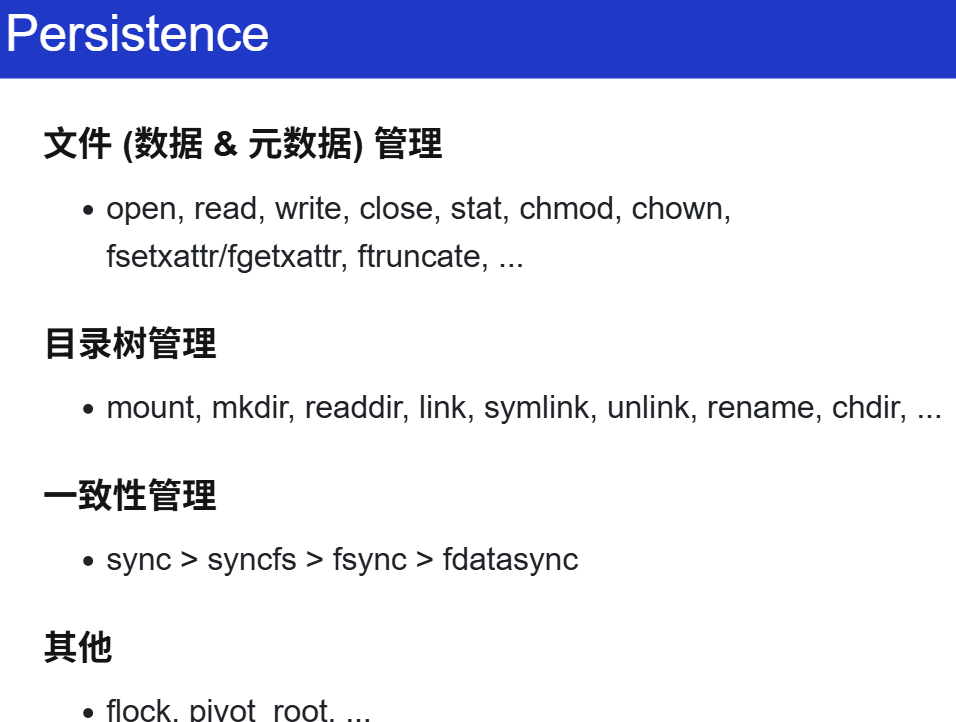 Persistence
文件 (数据 & 元数据) 管理
• open, read, write, close, stat, chmod, chown,
fsetxattr/fgetxattr, ftruncate, ...
目录树管理
• mount, mkdir, readdir, link, symlink, unlink, rename, chdir, ...
一致性管理
• sync > syncfs > fsync > fdatasync
其他
• flock, pivot_root, ...